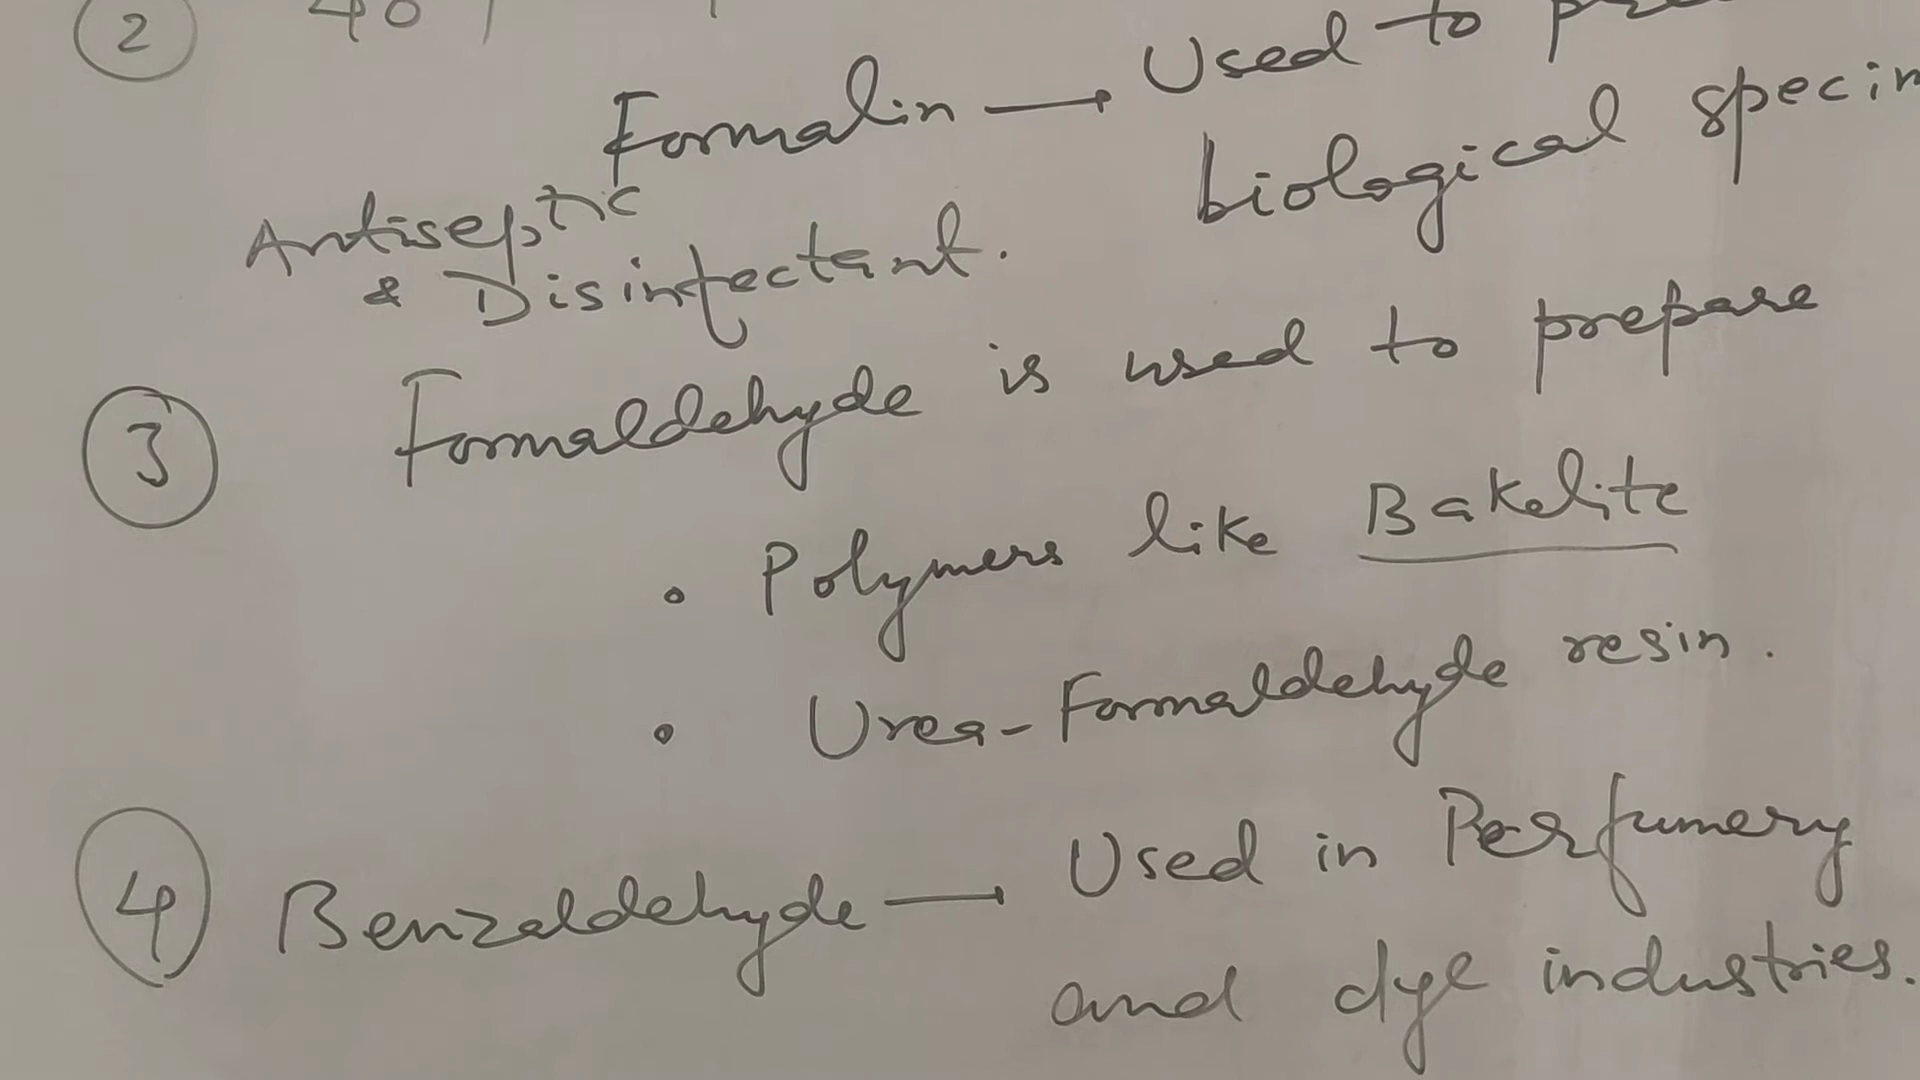 ② 40
Formalin → Used to
biological
Antiseptic
& Disinfectant.
③ Formaldehyde is used to prepare
• Polymers like Bakelite
• Urea-Formaldehyde resin.
④ Benzaldehyde → Used in Perfumery
and dye industries.